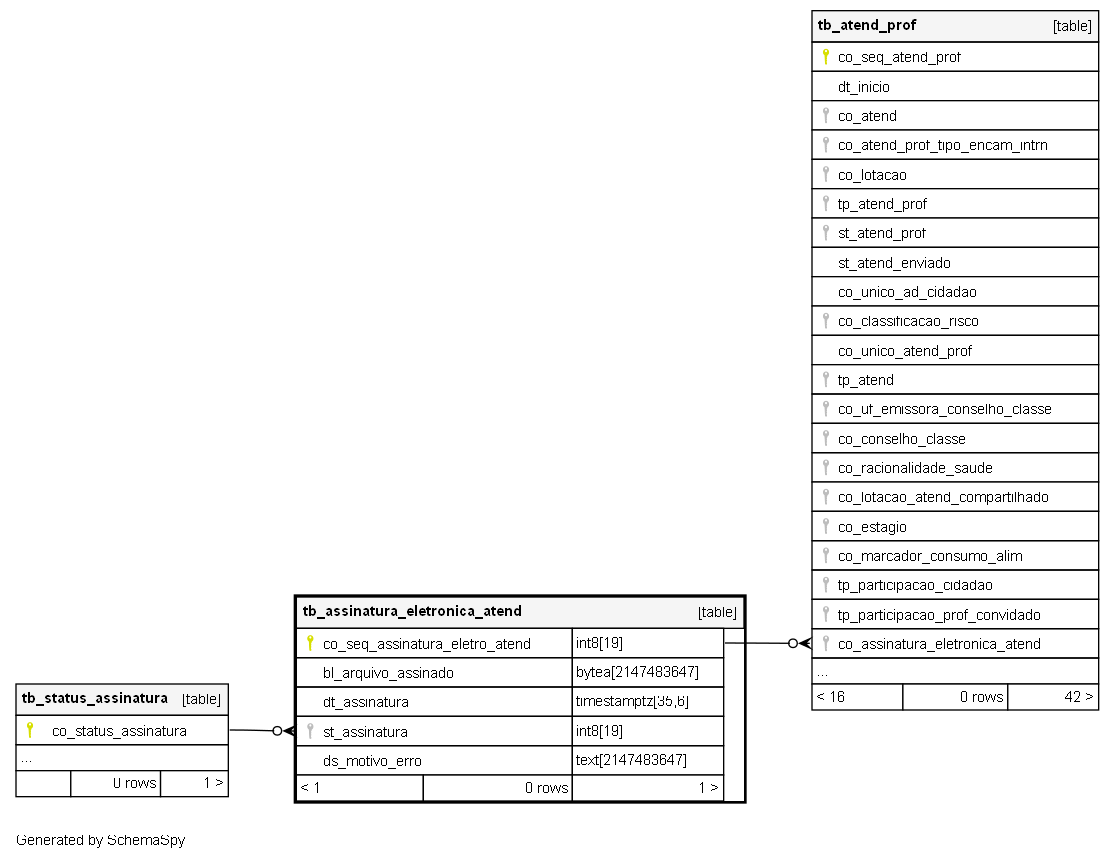 tb_atend_prof [table]
co_seq_atend_prof
dt_inicio
co_atend
co_atend_prof_tipo_encam_intrn
co_lotacao
tp_atend_prof
st_atend_prof
st_atend_enviado
co_unico_ad_cidadao
co_classificacao_risco
co_unico_atend_prof
tp_atend
co_uf_emissora_conselho_classe
co_conselho_classe
co_racionalidade_saude
co_lotacao_atend_compartilhado
co_estagio
co_marcador_consumo_alim
tp_participacao_cidadao
tp_participacao_prof_convidado
co_assinatura_eletronica_atend
...
< 16 0 rows 42 >
tb_assinatura_eletronica_atend [table]
co_seq_assinatura_eletro_atend int8[19]
bl_arquivo_assinado bytea[2147483647]
dt_assinatura timestamptz[35,6]
st_assinatura int8[19]
ds_motivo_erro text[2147483647]
< 1 0 rows 1 >
tb_status_assinatura [table]
co_status_assinatura
...
0 rows 1 >
Generated by SchemaSpy